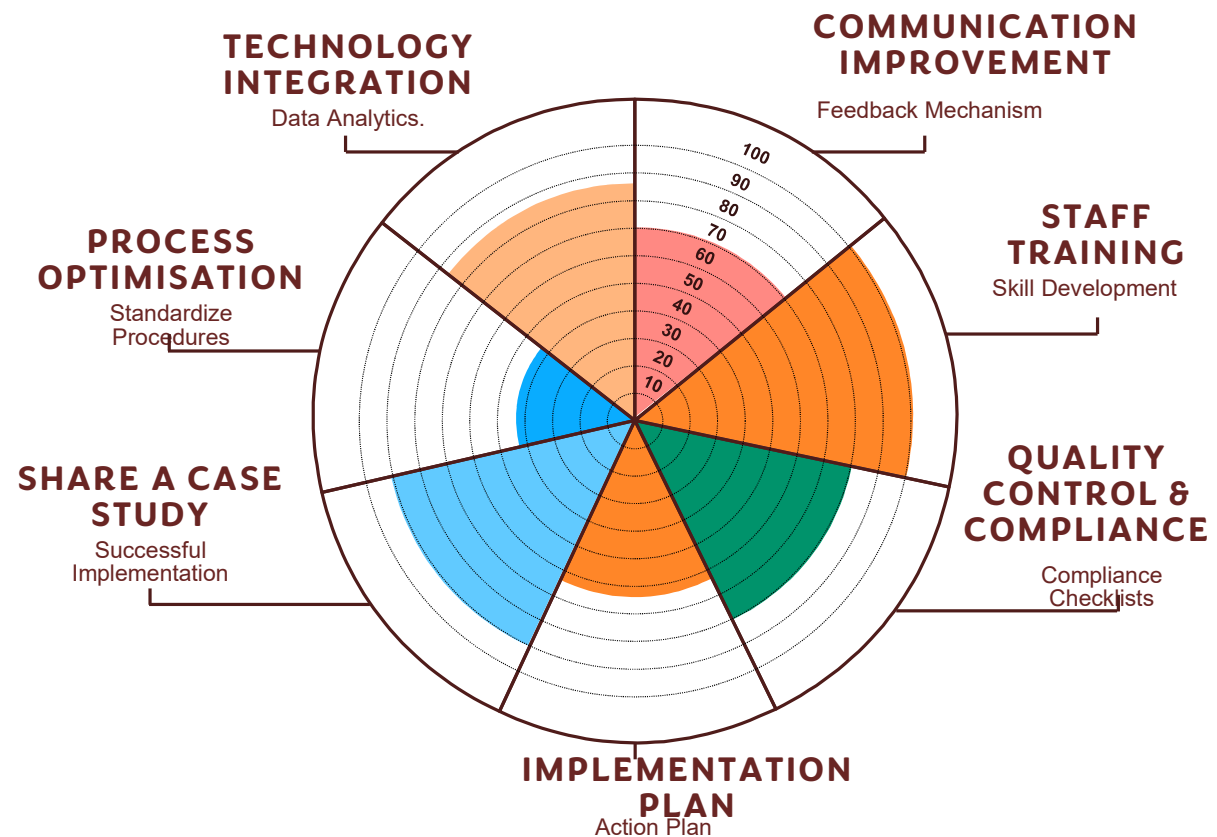 TECHNOLOGY
INTEGRATION
Data Analytics.
COMMUNICATION
IMPROVEMENT
Feedback Mechanism
100
90
80
70
60
50
40
30
20
10
STAFF
TRAINING
Skill Development
PROCESS
OPTIMISATION
Standardize
Procedures
QUALITY
CONTROL &
COMPLIANCE
Compliance
Checklists
SHARE A CASE
STUDY
Successful
Implementation
IMPLEMENTATION
PLAN
Action Plan